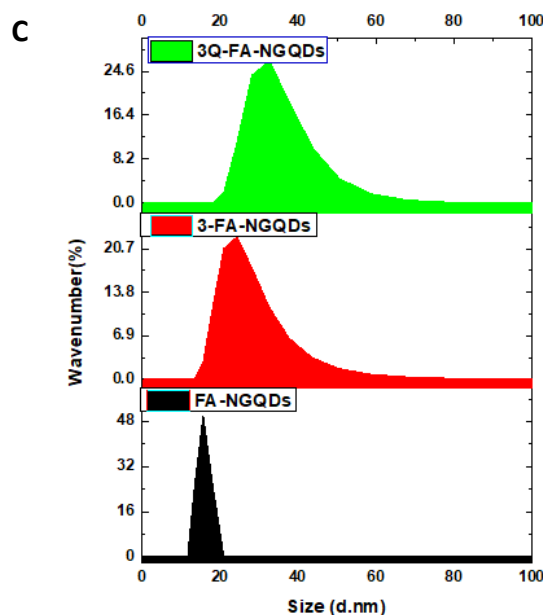 C
0 20 40 60 80 100
3Q-FA-NGQDs
24.6
16.4
8.2
0.0
3-FA-NGQDs
20.7
13.8
6.9
0.0
Wavenumber(%)
FA-NGQDs
48
32
16
0
0 20 40 60 80 100
Size (d.nm)